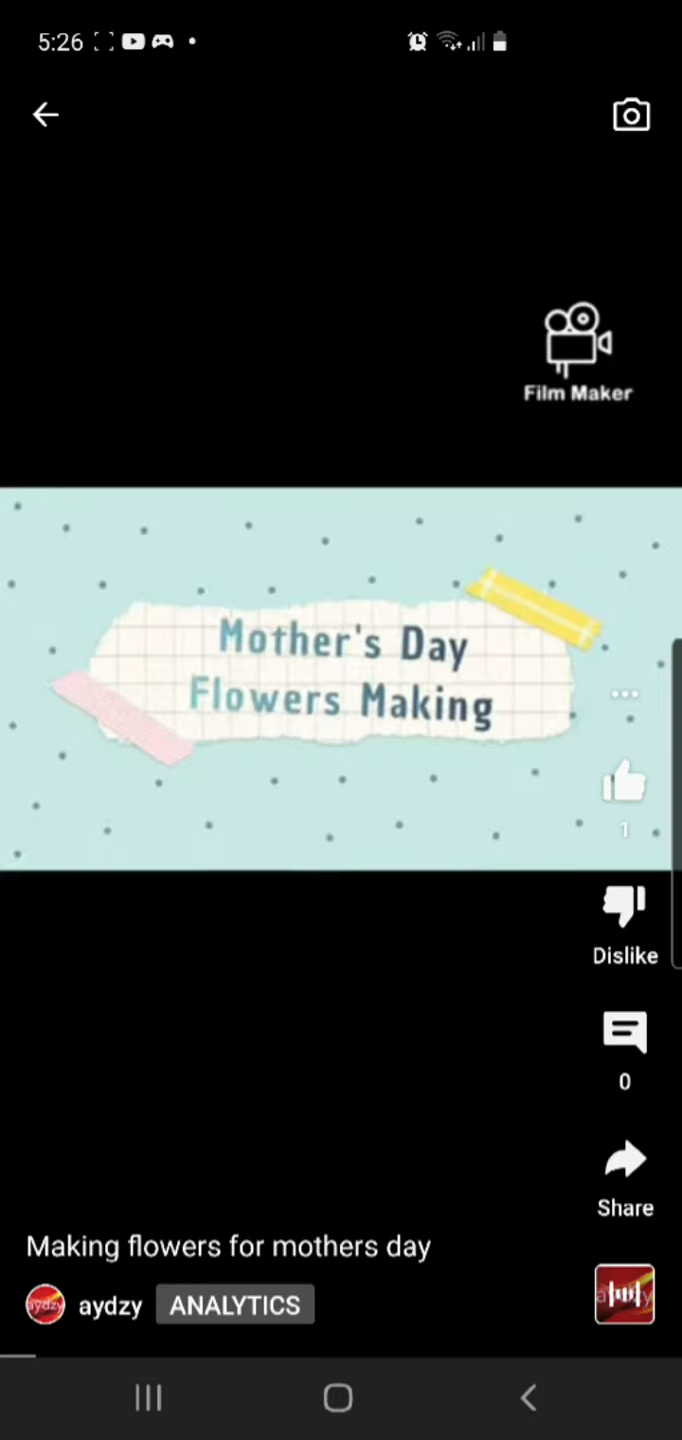 5:26
Film Maker
Mother's Day
Flowers Making
1
Dislike
0
Share
Making flowers for mothers day
aydzy ANALYTICS